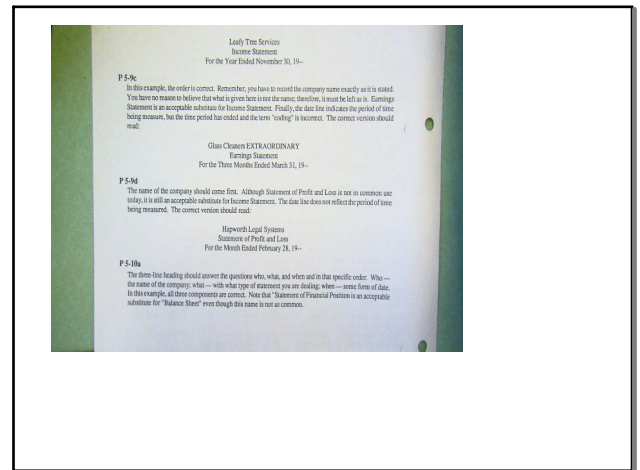 Leafy Tree Services
Income Statement
For the Year Ended November 30, 19--
P 5-9c
In this example, the order is correct. Remember, you have to record the company name exactly as it is stated.
You have no reason to believe that what is given here is not the name; therefore, it must be left as is. Earnings
Statement is an acceptable substitute for Income Statement. Finally, the date line indicates the period of time
being measure, but the time period has ended and the term "ending" is incorrect. The correct version should
read:
Glass Cleaners EXTRAORDINARY
Earnings Statement
For the Three Months Ended March 31, 19--
P 5-9d
The name of the company should come first. Although Statement of Profit and Loss is not in common use
today, it is still an acceptable substitute for Income Statement. The date line does not reflect the period of time
being measured. The correct version should read:
Hapworth Legal Systems
Statement of Profit and Loss
For the Month Ended February 28, 19--
P 5-10a
The three-line heading should answer the questions who, what, and when and in that specific order. Who —
the name of the company; what — with what type of statement you are dealing; when — some form of date.
In this example, all three components are correct. Note that "Statement of Financial Position is an acceptable
substitute for "Balance Sheet" even though this name is not as common.